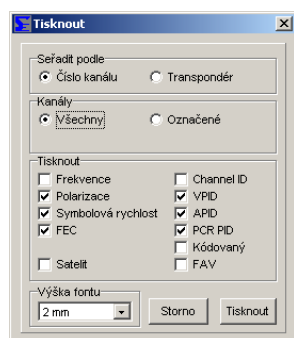 Tisknout
Seřadit podle
Číslo kanálu Transpondér
Kanály
Všechny Označené
Tisknout
Frekvence Channel ID
Polarizace VPID
Symbolová rychlost APID
FEC PCR PID
Kódovaný
Satelit FAV
Výška fontu
2 mm Storno Tisknout